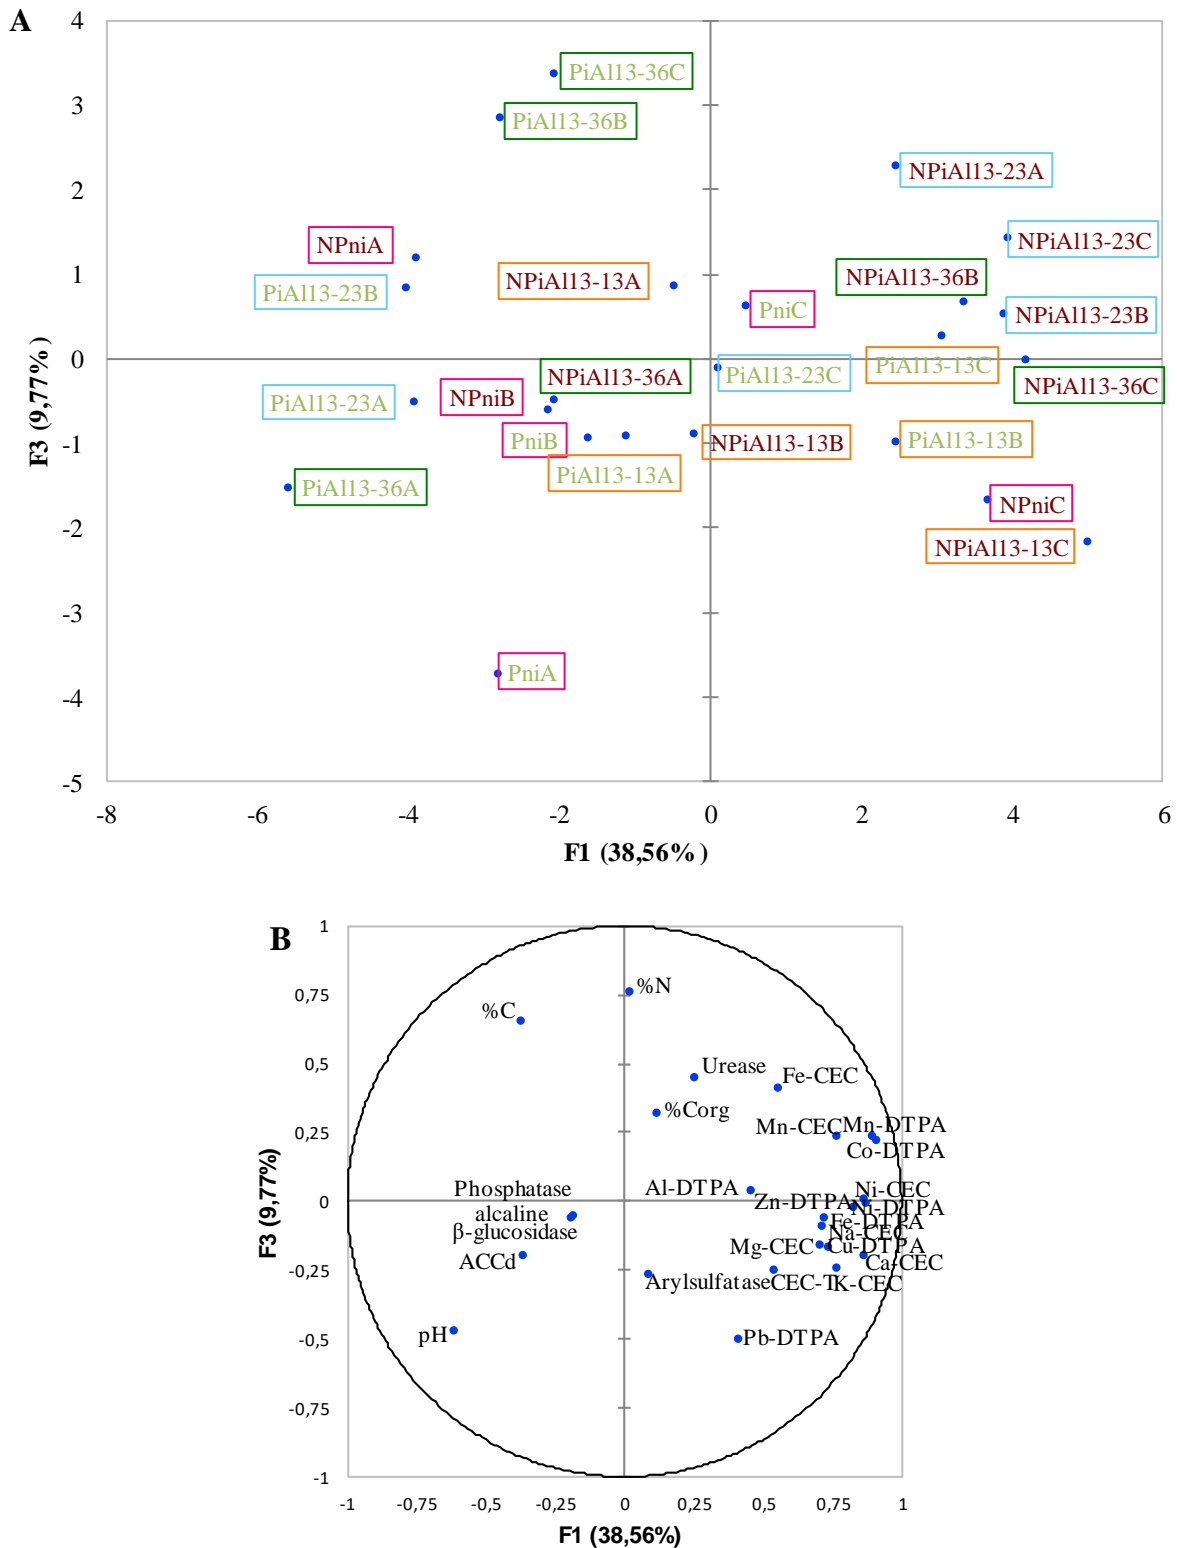 A
4
PiAl13-36C
3
PiAl13-36B
NPiAl13-23A
2
NPniA
NPiAl13-23C
PiAl13-23B
NPiAl13-13A
NPiAl13-36B
1
PniC
NPiAl13-23B
0
NPiAl13-36A
PiAl13-23C
PiAl13-13C
NPiAl13-36C
PiAl13-23A
NPniB
PniB
NPiAl13-13B
PiAl13-13B
-1
PiAl13-36A
PiAl13-13A
NPniC
-2
NPiAl13-13C
-3
PniA
-4
-5
F3 (9,77%)
-8 -6 -4 -2 0 2 4 6
F1 (38,56%)
B
1
%N
0,75
%C
0,5
Urease
Fe-CEC
%Corg
0,25
Mn-CEC
Mn-DTPA
Co-DTPA
Al-DTPA
Ni-CEC
Zn-DTPA
Ni-DTPA
0
Phosphatase
alcaline
β-glucosidase
ACCd
Fe-DTPA
Na-CEC
Mg-CEC
Cu-DTPA
Ca-CEC
-0,25
Arylsulfatase
CEC-T
K-CEC
pH
Pb-DTPA
-0,5
-0,75
-1
F3 (9,77%)
-1 -0,75 -0,5 -0,25 0 0,25 0,5 0,75 1
F1 (38,56%)